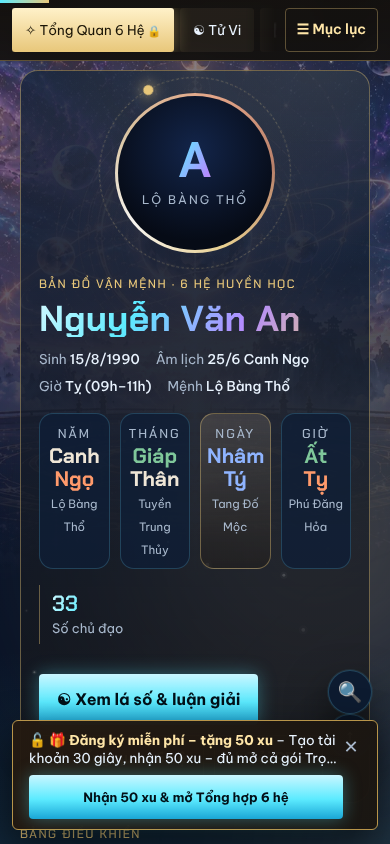 ✧ Tổng Quan 6 Hệ 🔒
☯ Tử Vi
☰ Mục lục
A
LỘ BÀNG THỔ
BẢN ĐỒ VẬN MỆNH · 6 HỆ HUYỀN HỌC
Nguyễn Văn An
Sinh 15/8/1990 Âm lịch 25/6 Canh Ngọ
Giờ Tỵ (09h–11h) Mệnh Lộ Bàng Thổ
NĂM
Canh
Ngọ
Lộ Bàng
Thổ
THÁNG
Giáp
Thân
Tuyền
Trung
Thủy
NGÀY
Nhâm
Tý
Tang Đố
Mộc
GIỜ
Ất
Tỵ
Phú Đăng
Hỏa
33
Số chủ đạo
☯ Xem lá số & luận giải
🔍
🔓 🎁 Đăng ký miễn phí – tặng 50 xu – Tạo tài
khoản 30 giây, nhận 50 xu – đủ mở cả gói Trọ...
✕
Nhận 50 xu & mở Tổng hợp 6 hệ
BẢNG ĐIỀU KHIỂN